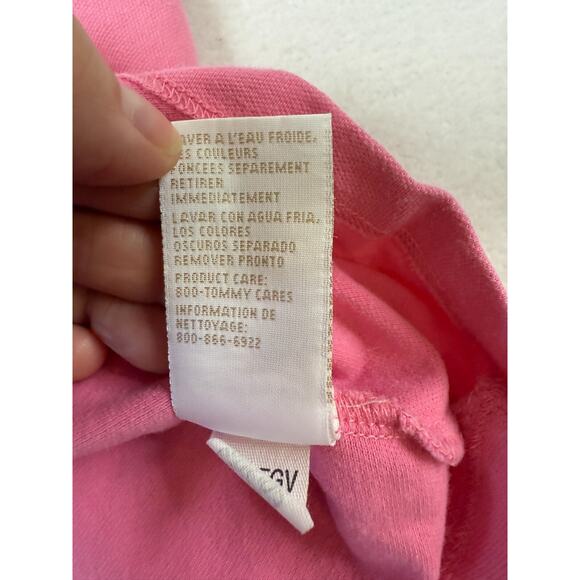 LAVER A L'EAU FROIDE,
LES COULEURS
FONCEES SEPAREMENT
RETIRER
IMMEDIATEMENT
LAVAR CON AGUA FRIA,
LOS COLORES
OSCUROS SEPARADO
REMOVER PRONTO
PRODUCT CARE:
800-TOMMY CARES
INFORMATION DE
NETTOYAGE:
800-866-6922